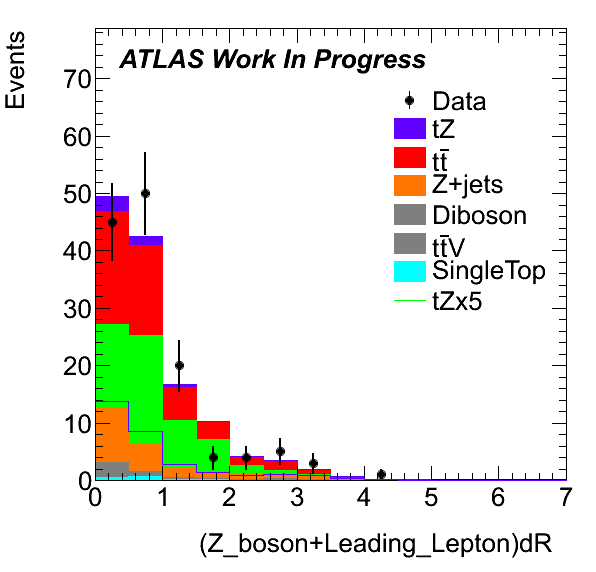 Events
ATLAS Work In Progress
70
60
50
40
30
20
10
0
Data
tZ
tt̄
Z+jets
Diboson
tt̄V
SingleTop
tZx5
0 1 2 3 4 5 6 7
(Z_boson+Leading_Lepton)dR